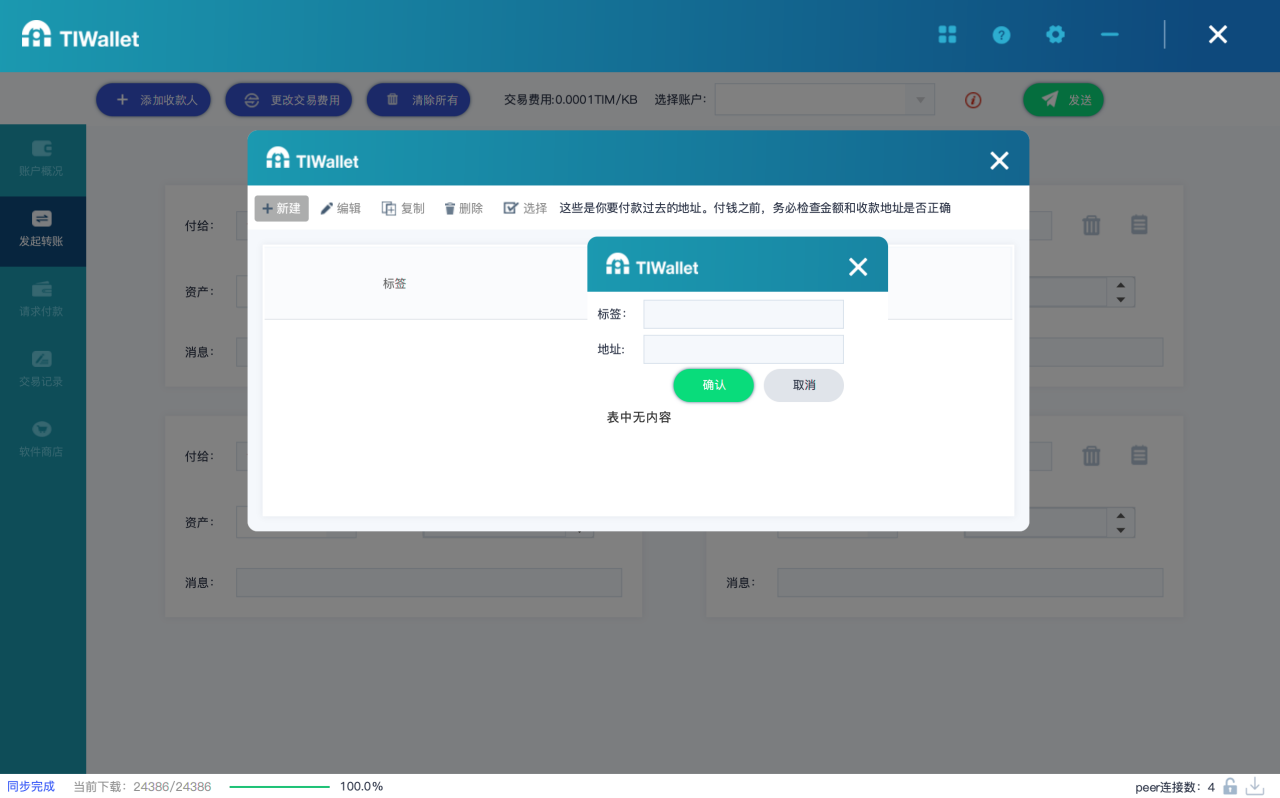 TIWallet
添加收款人 更改交易费用 清除所有 交易费用:0.0001TIM/KB 选择账户: 发送
账户概况
发起转账
请求付款
交易记录
软件商店
付给:
资产:
消息:
付给:
资产:
消息:
消息:
TIWallet
新建 编辑 复制 删除 选择 这些是你要付款过去的地址。付钱之前，务必检查金额和收款地址是否正确
标签
TIWallet
标签:
地址:
确认 取消
表中无内容
同步完成 当前下载: 24386/24386 100.0% peer连接数: 4